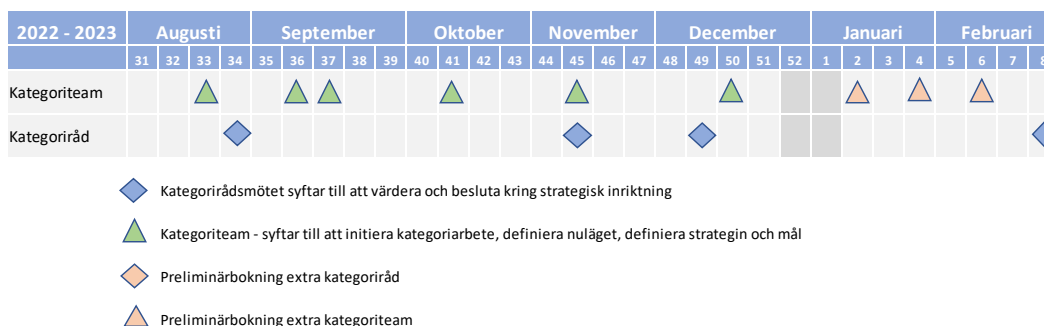 2022 - 2023 Augusti September Oktober November December Januari Februari
31 32 33 34 35 36 37 38 39 40 41 42 43 44 45 46 47 48 49 50 51 52 1 2 3 4 5 6 7 8
Kategoriteam
Kategoriråd
Kategorirådsmötet syftar till att värdera och besluta kring strategisk inriktning
Kategoriteam - syftar till att initiera kategoriarbete, definiera nuläget, definiera strategin och mål
Preliminärbokning extra kategoriråd
Preliminärbokning extra kategoriteam